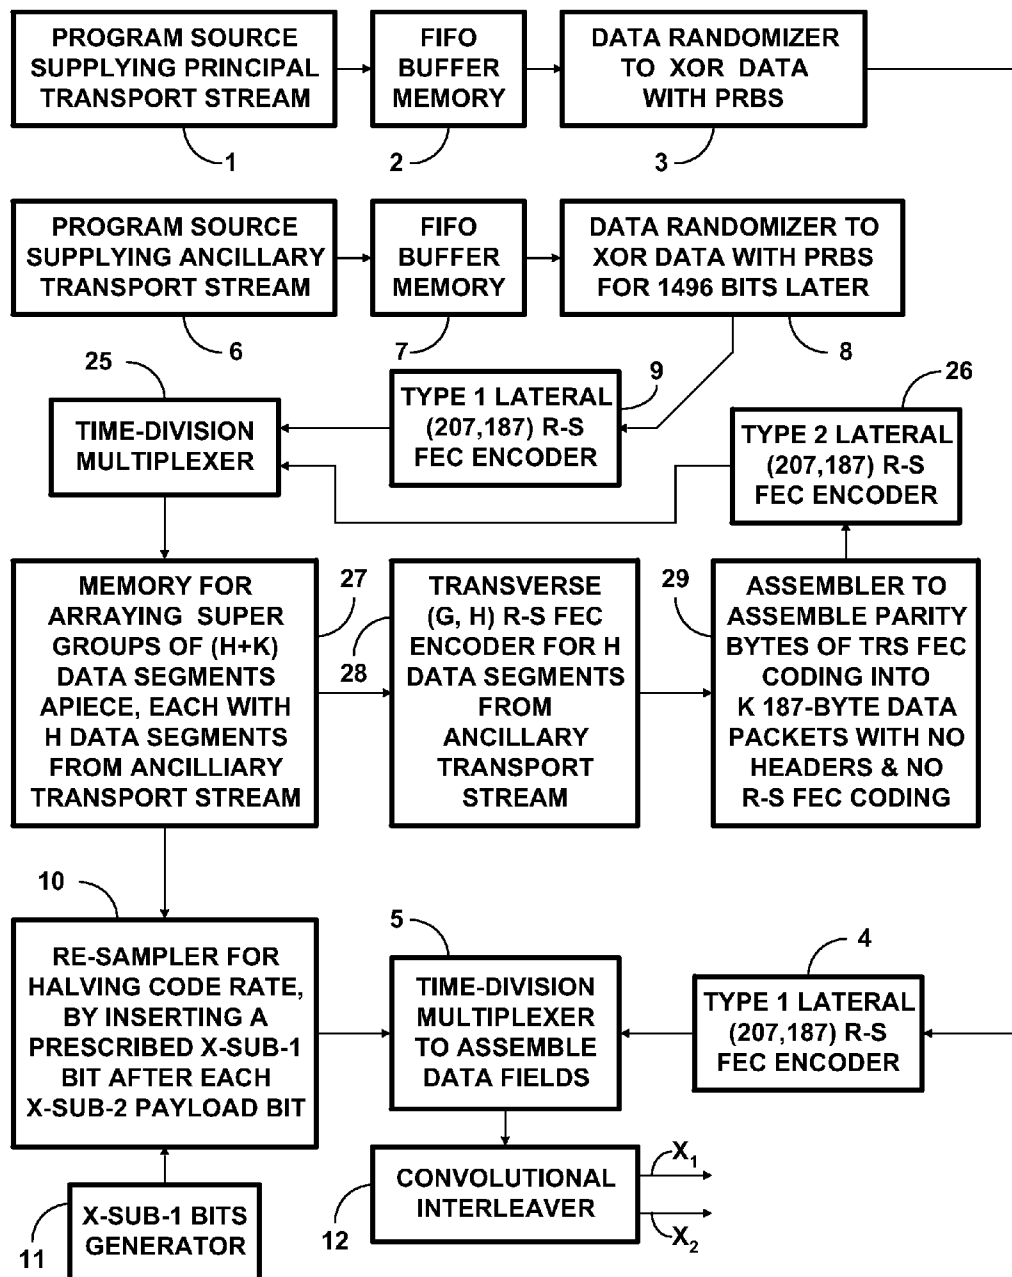 PROGRAM SOURCE
SUPPLYING PRINCIPAL
TRANSPORT STREAM
FIFO
BUFFER
MEMORY
DATA RANDOMIZER
TO XOR DATA
WITH PRBS
1
2
3
PROGRAM SOURCE
SUPPLYING ANCILLARY
TRANSPORT STREAM
FIFO
BUFFER
MEMORY
DATA RANDOMIZER TO
XOR DATA WITH PRBS
FOR 1496 BITS LATER
6
7
8
25
TIME-DIVISION
MULTIPLEXER
9
TYPE 1 LATERAL
(207,187) R-S
FEC ENCODER
26
TYPE 2 LATERAL
(207,187) R-S
FEC ENCODER
MEMORY FOR
ARRAYING SUPER
GROUPS OF (H+K)
DATA SEGMENTS
APIECE, EACH WITH
H DATA SEGMENTS
FROM ANCILLIARY
TRANSPORT STREAM
27
28
TRANSVERSE
(G, H) R-S FEC
ENCODER FOR H
DATA SEGMENTS
FROM
ANCILLARY
TRANSPORT
STREAM
29
ASSEMBLER TO
ASSEMBLE PARITY
BYTES OF TRS FEC
CODING INTO
K 187-BYTE DATA
PACKETS WITH NO
HEADERS & NO
R-S FEC CODING
10
RE-SAMPLER FOR
HALVING CODE RATE,
BY INSERTING A
PRESCRIBED X-SUB-1
BIT AFTER EACH
X-SUB-2 PAYLOAD BIT
5
TIME-DIVISION
MULTIPLEXER
TO ASSEMBLE
DATA FIELDS
4
TYPE 1 LATERAL
(207,187) R-S
FEC ENCODER
11
X-SUB-1 BITS
GENERATOR
12
CONVOLUTIONAL
INTERLEAVER
X1
X2